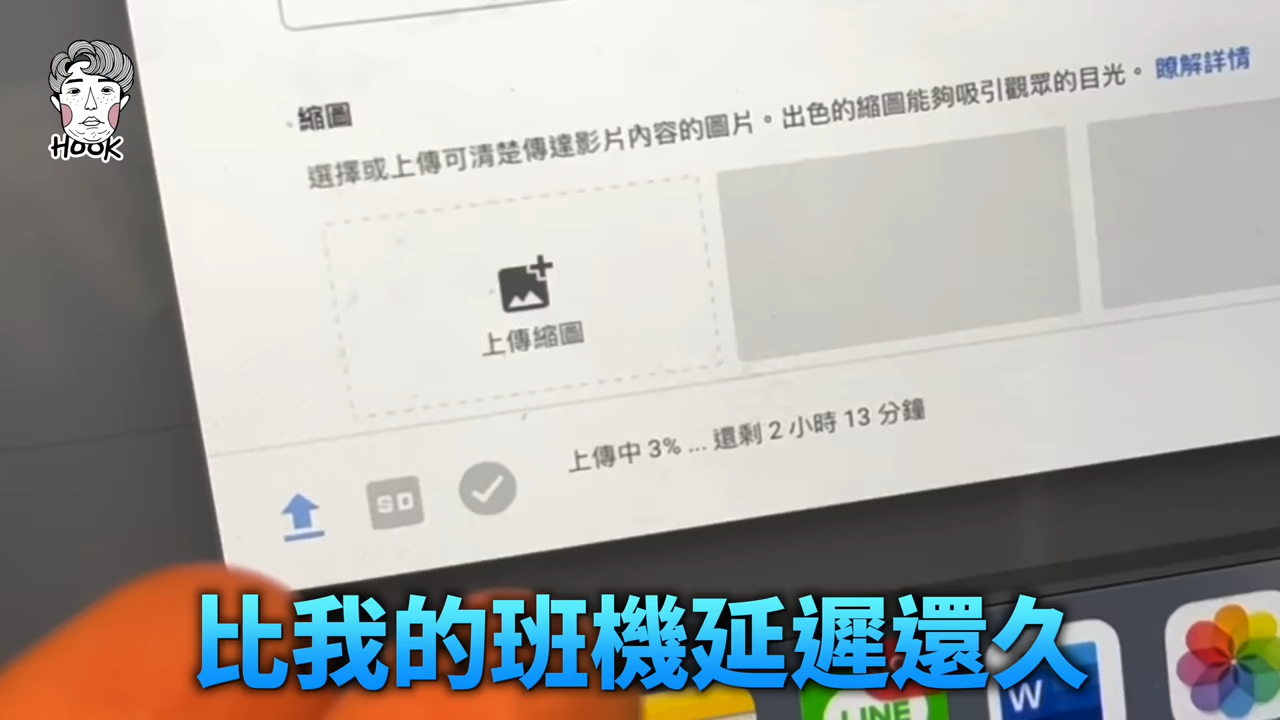 HOOK
縮圖
選擇或上傳可清楚傳達影片內容的圖片。出色的縮圖能夠吸引觀眾的目光。 瞭解詳情
上傳縮圖
上傳中 3% ... 還剩 2 小時 13 分鐘
SD
比我的班機延遲還久
LINE
W